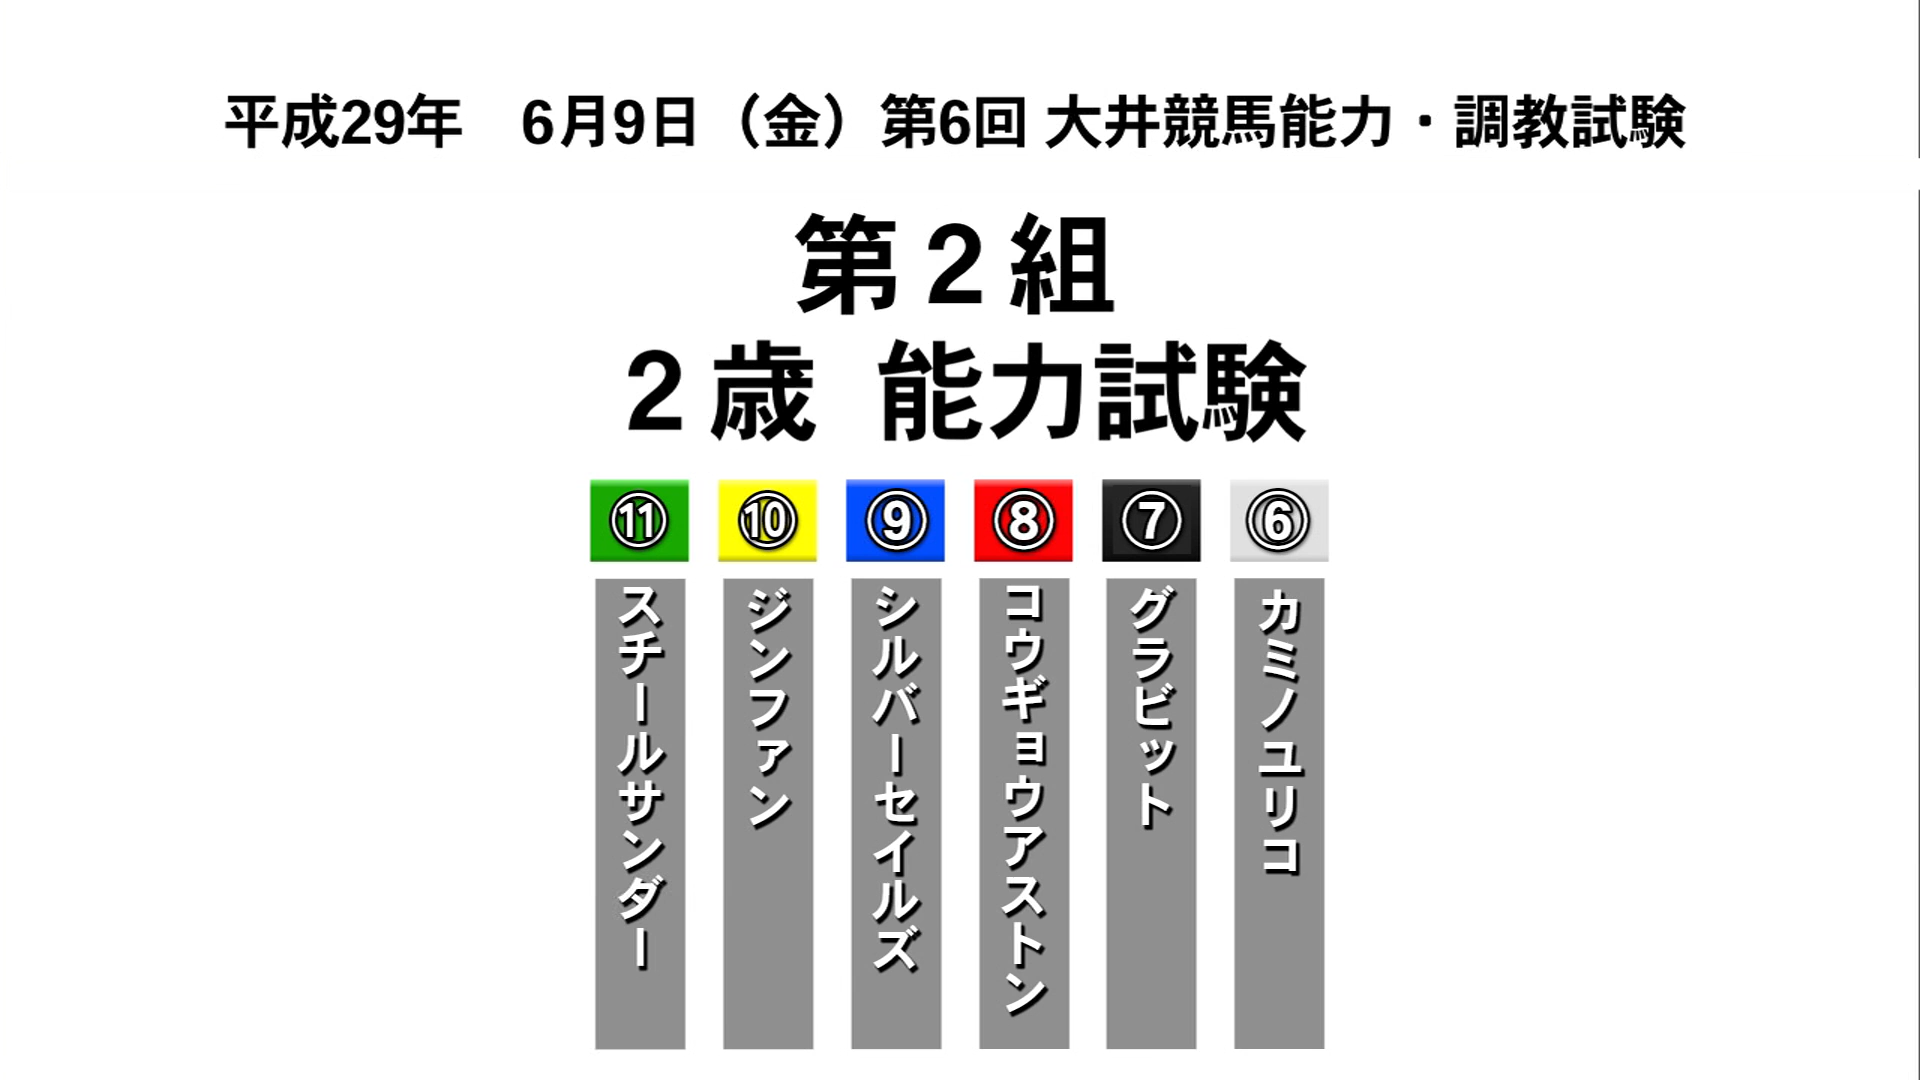 平成29年　6月9日（金）第6回 大井競馬能力・調教試験
第２組
２歳 能力試験
⑥
カミノユリコ
⑦
グラビット
⑧
コウギョウアストン
⑨
シルバーセイルズ
⑩
ジンファン
⑪
スチールサンダー